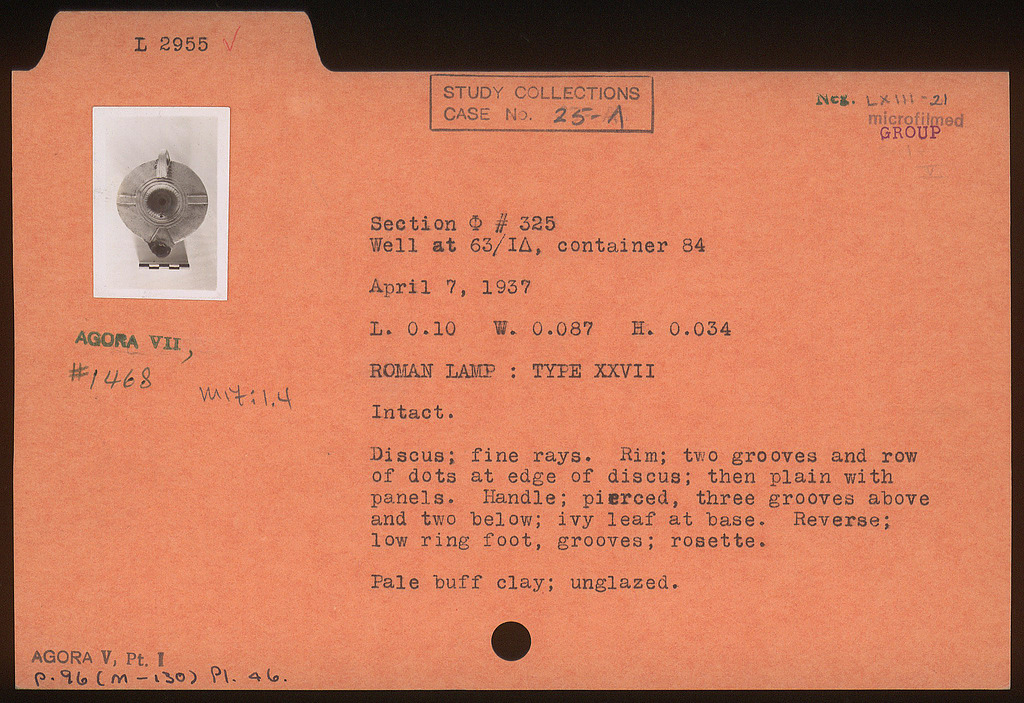 L 2955 ✓
STUDY COLLECTIONS
CASE No. 25-A
Neg. LXIII-21
microfilmed
GROUP
Section Φ # 325
Well at 63/ΙΔ, container 84
April 7, 1937
L. 0.10 W. 0.087 H. 0.034
ROMAN LAMP : TYPE XXVII
Intact.
Discus; fine rays. Rim; two grooves and row
of dots at edge of discus; then plain with
panels. Handle; pierced, three grooves above
and two below; ivy leaf at base. Reverse;
low ring foot, grooves; rosette.
Pale buff clay; unglazed.
AGORA VII,
#1468
M17:1.4
AGORA V, Pt. I
p. 96 (M-130) Pl. 46.